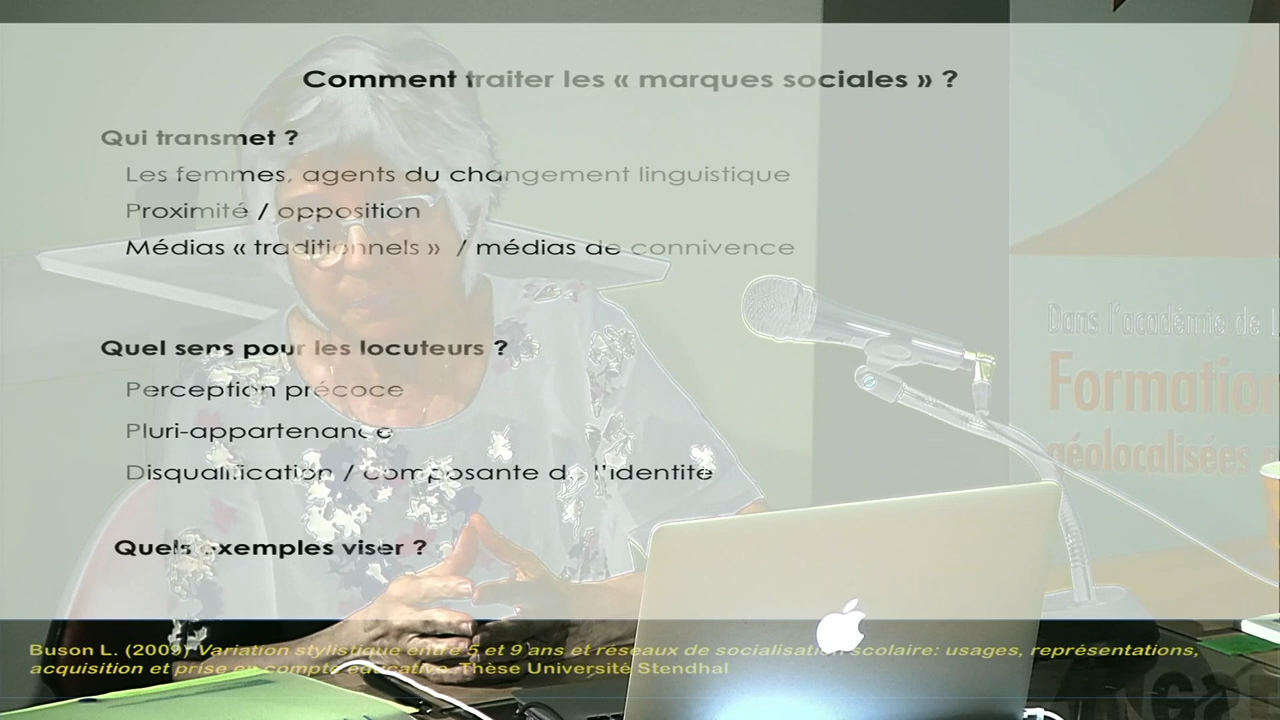 Comment traiter les « marques sociales » ?
Qui transmet ?
Les femmes, agents du changement linguistique
Proximité / opposition
Médias « traditionnels » / médias de connivence
Quel sens pour les locuteurs ?
Perception précoce
Pluri-appartenance
Disqualification / composante de l'identité
Quels exemples viser ?
Dans l'académie de
Formation
géolocalisées
Buson L. (2009) Variation stylistique entre 5 et 9 ans et réseaux de socialisation scolaire: usages, représentations,
acquisition et prise en compte éducative. Thèse Université Stendhal